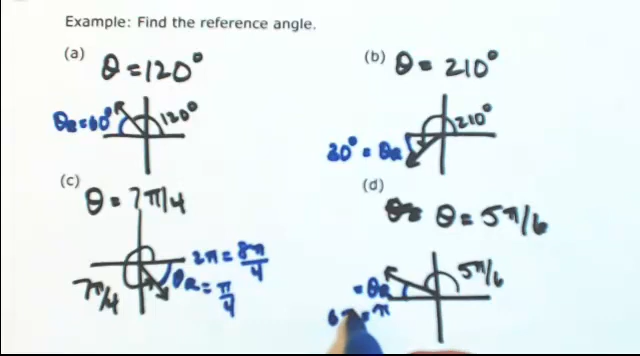 Example: Find the reference angle.
(a) θ = 120°
120°
θR = 60°
(b) θ = 210°
210°
30° = θR
(c) θ = 7π/4
7π/4
2π = 8π/4
θR = π/4
(d) θ = 5π/6
5π/6
= θR
= π